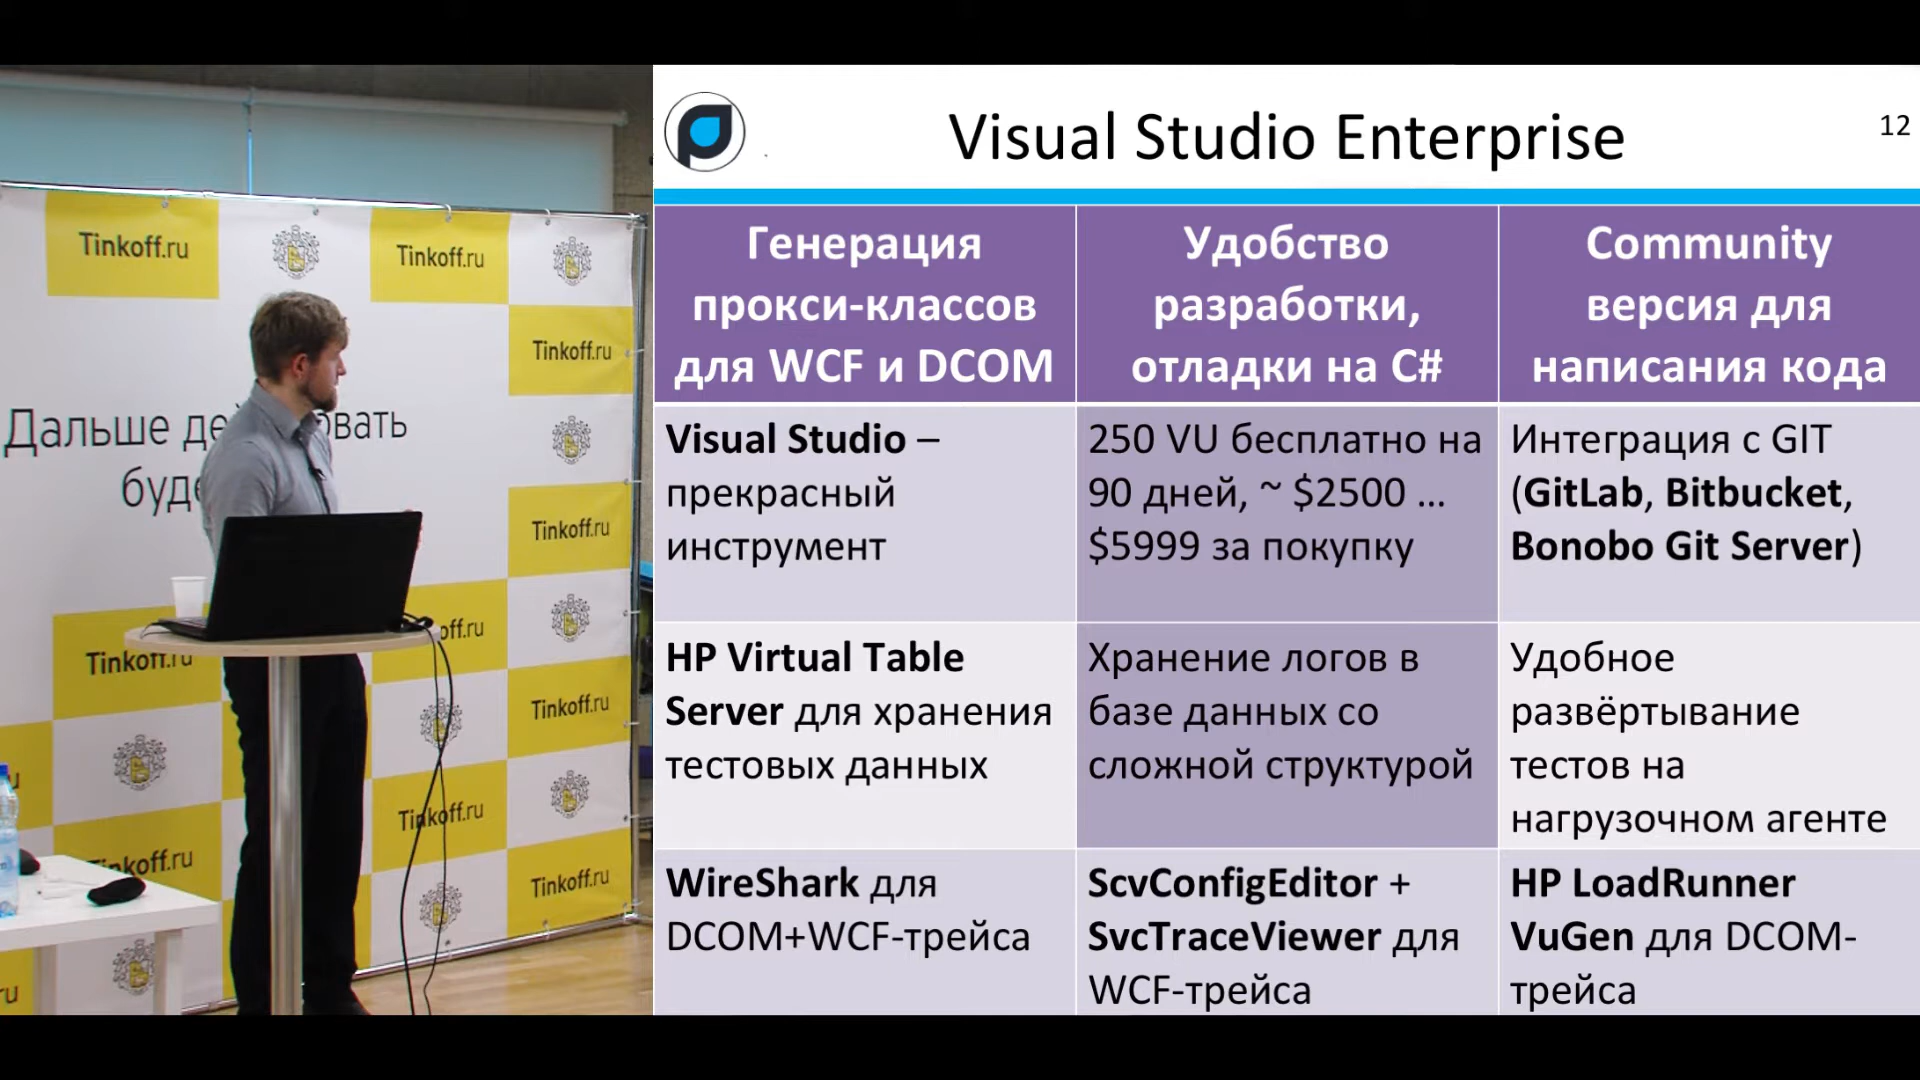 Visual Studio Enterprise
12
Генерация
прокси-классов
для WCF и DCOM
Удобство
разработки,
отладки на C#
Community
версия для
написания кода
Visual Studio –
прекрасный
инструмент
250 VU бесплатно на
90 дней, ~ $2500 ...
$5999 за покупку
Интеграция с GIT
(GitLab, Bitbucket,
Bonobo Git Server)
HP Virtual Table
Server для хранения
тестовых данных
Хранение логов в
базе данных со
сложной структурой
Удобное
развёртывание
тестов на
нагрузочном агенте
WireShark для
DCOM+WCF-трейса
ScvConfigEditor +
SvcTraceViewer для
WCF-трейса
HP LoadRunner
VuGen для DCOM-
трейса
Tinkoff.ru
Tinkoff.ru
Tinkoff.ru
Дальше
Tinkoff.ru
Tinkoff.ru
Tinkoff.ru
Tinkoff.ru
Tinkoff.ru